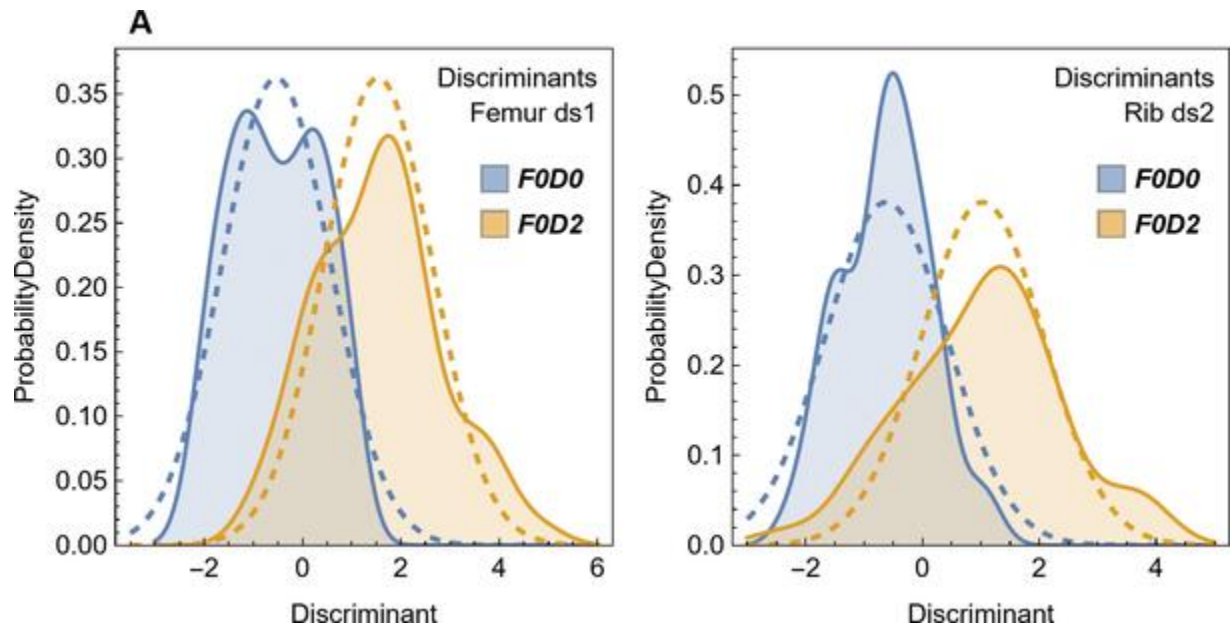 A
Discriminants
Femur ds1
F0D0
F0D2
ProbabilityDensity
0.35
0.30
0.25
0.20
0.15
0.10
0.05
0.00
−2 0 2 4 6
Discriminant
Discriminants
Rib ds2
F0D0
F0D2
ProbabilityDensity
0.5
0.4
0.3
0.2
0.1
0.0
−2 0 2 4
Discriminant